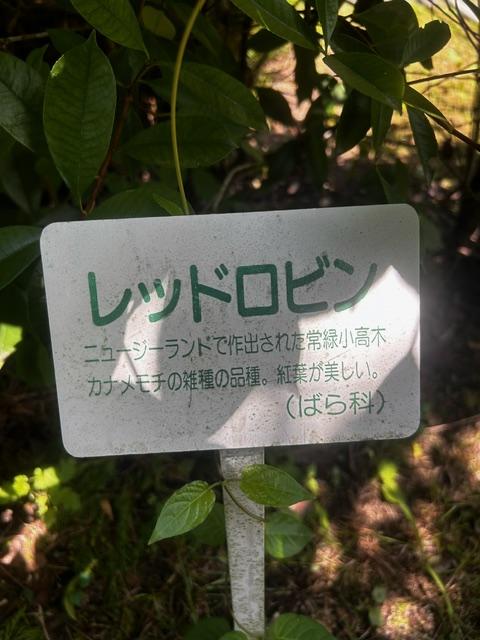 レッドロビン
ニュージーランドで作出された常緑小高木
カナメモチの雑種の品種。紅葉が美しい。
（ばら科）